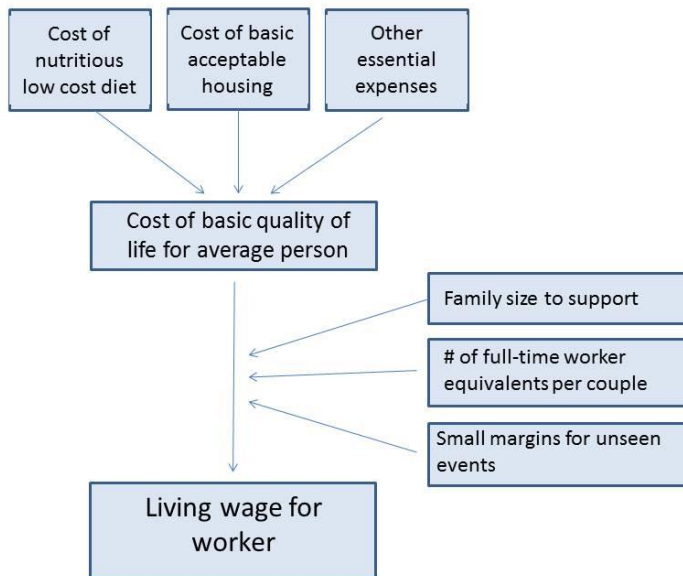 Cost of
nutritious
low cost diet
Cost of basic
acceptable
housing
Other
essential
expenses
Cost of basic quality of
life for average person
Family size to support
# of full-time worker
equivalents per couple
Small margins for unseen
events
Living wage for
worker